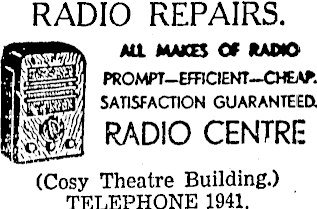 RADIO REPAIRS.
ALL MAKES OF RADIO
PROMPT—EFFICIENT—CHEAP.
SATISFACTION GUARANTEED.
RADIO CENTRE
(Cosy Theatre Building.)
TELEPHONE 1941.